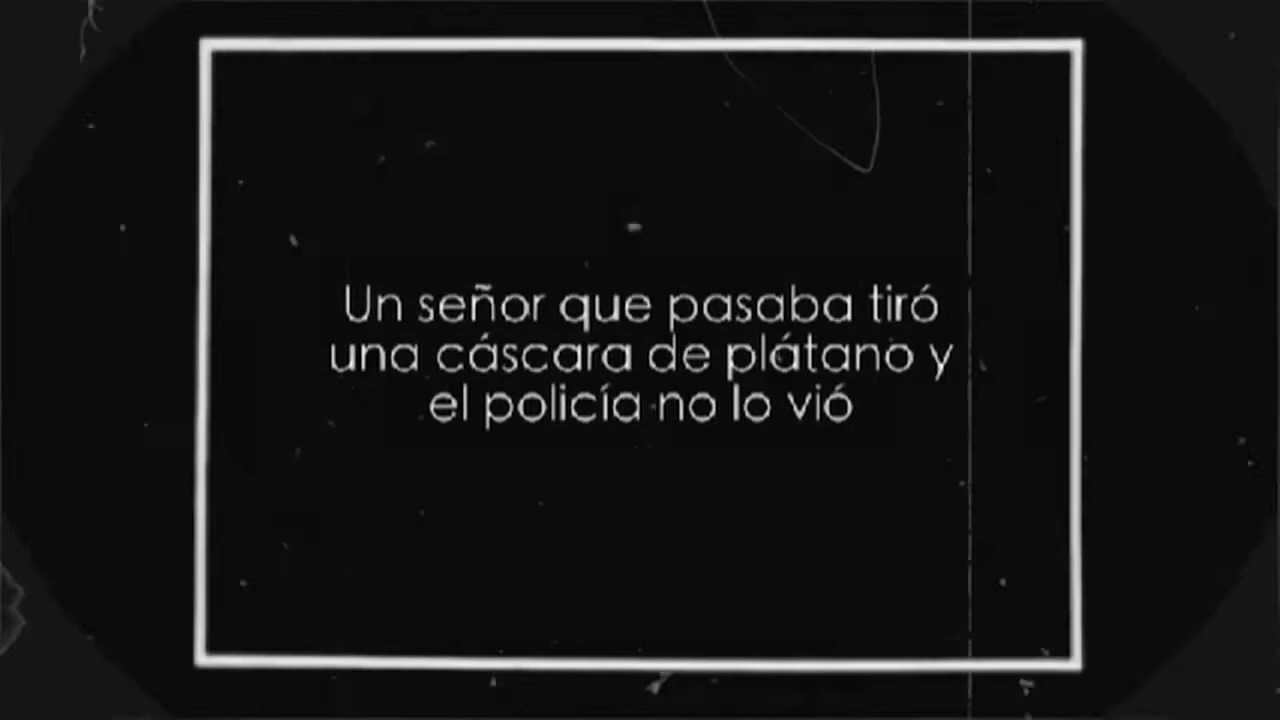 Un señor que pasaba tiró
una cáscara de plátano y
el policía no lo vió